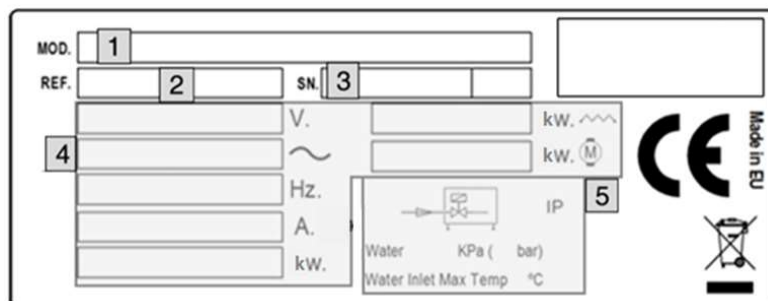 MOD. 1
REF. 2 SN. 3
V. kw.
4 kw. M
Hz.
A.
kw.
5
IP
Water KPa ( bar)
Water Inlet Max Temp °C
CE
Made in EU